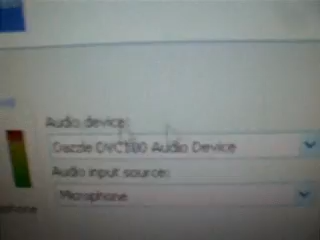 Audio device:
Dazzle DVC100 Audio Device
Audio input source:
Microphone